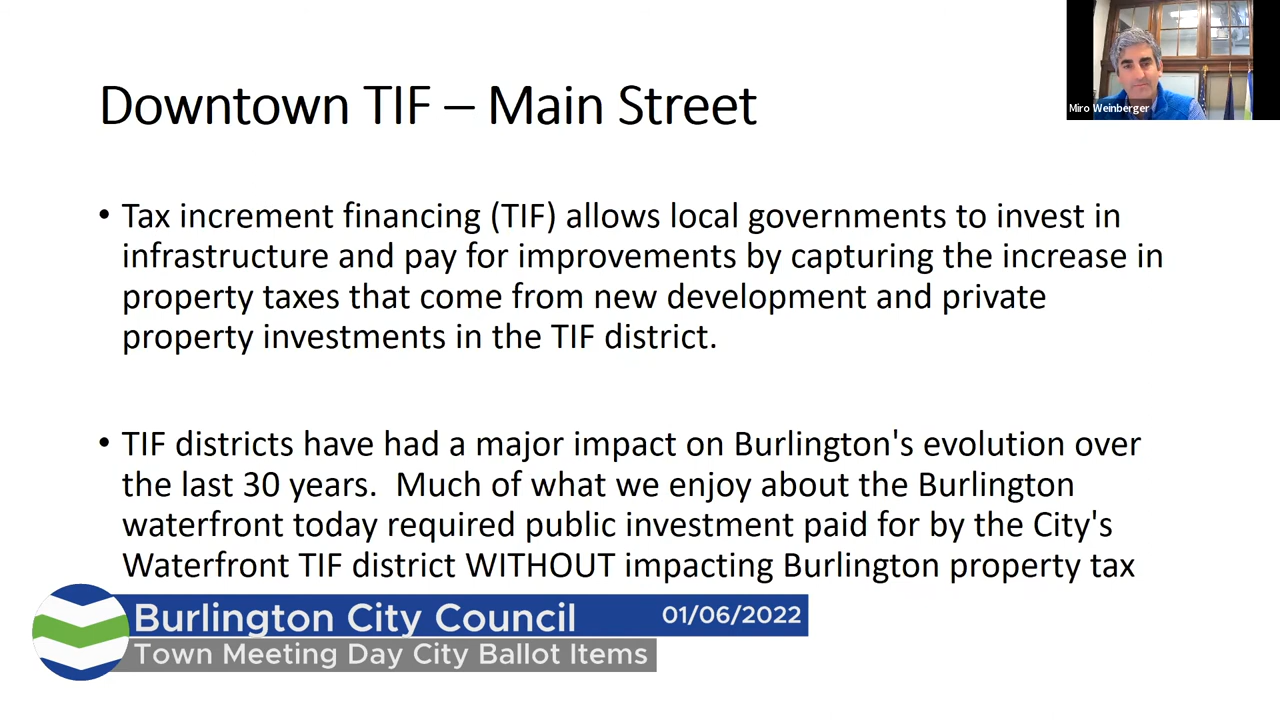 Downtown TIF – Main Street
Miro Weinberger
• Tax increment financing (TIF) allows local governments to invest in
infrastructure and pay for improvements by capturing the increase in
property taxes that come from new development and private
property investments in the TIF district.
• TIF districts have had a major impact on Burlington's evolution over
the last 30 years.  Much of what we enjoy about the Burlington
waterfront today required public investment paid for by the City's
Waterfront TIF district WITHOUT impacting Burlington property tax
Burlington City Council 01/06/2022
Town Meeting Day City Ballot Items